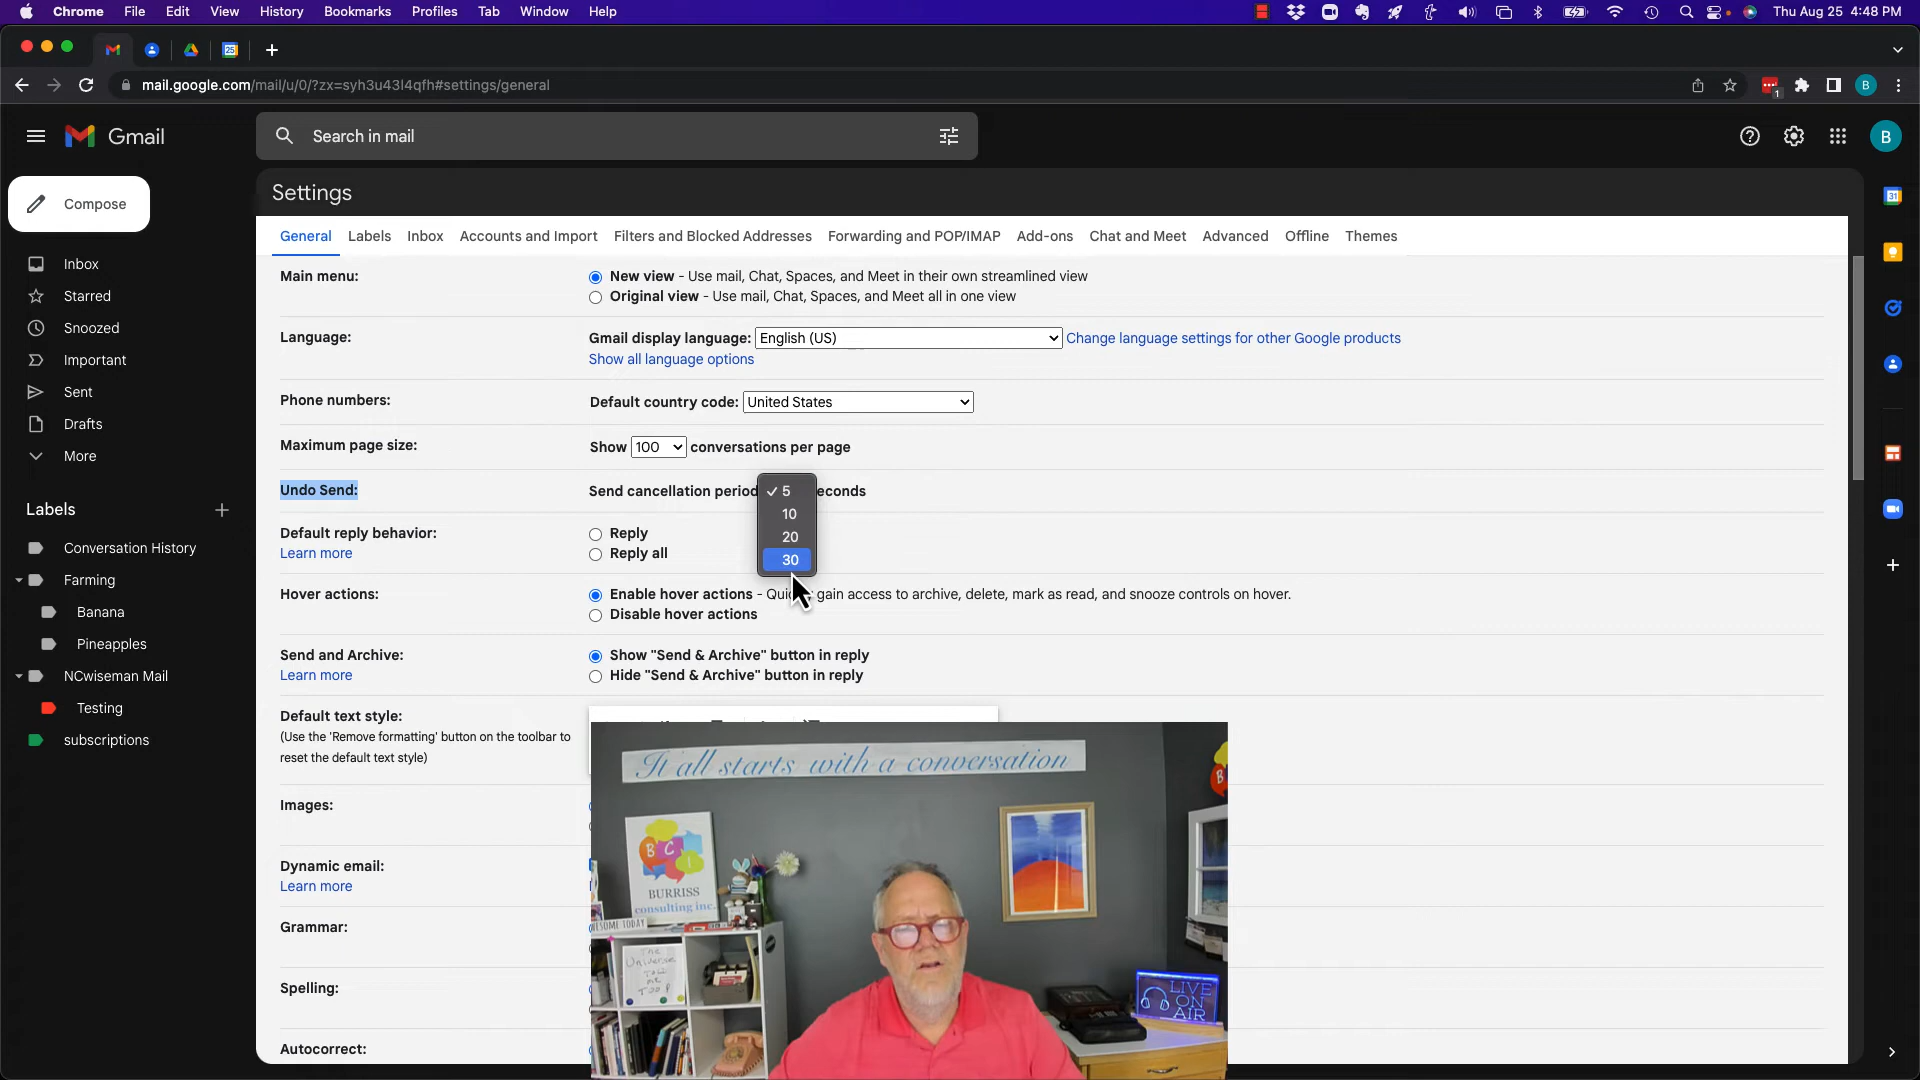 Chrome File Edit View History Bookmarks Profiles Tab Window Help
Thu Aug 25 4:48 PM
25
mail.google.com/mail/u/0/?zx=syh3u43l4qfh#settings/general
1
B
Gmail
Search in mail
B
Compose
Inbox
Starred
Snoozed
Important
Sent
Drafts
More
Labels
Conversation History
Farming
Banana
Pineapples
NCwiseman Mail
Testing
subscriptions
Settings
General Labels Inbox Accounts and Import Filters and Blocked Addresses Forwarding and POP/IMAP Add-ons Chat and Meet Advanced Offline Themes
Main menu:
New view - Use mail, Chat, Spaces, and Meet in their own streamlined view
Original view - Use mail, Chat, Spaces, and Meet all in one view
Language:
Gmail display language: English (US) Change language settings for other Google products
Show all language options
Phone numbers:
Default country code: United States
Maximum page size:
Show 100 conversations per page
Undo Send:
Send cancellation period 5 econds
10
20
30
Default reply behavior:
Learn more
Reply
Reply all
Hover actions:
Enable hover actions - Quic gain access to archive, delete, mark as read, and snooze controls on hover.
Disable hover actions
Send and Archive:
Learn more
Show "Send & Archive" button in reply
Hide "Send & Archive" button in reply
Default text style:
(Use the 'Remove formatting' button on the toolbar to
reset the default text style)
Images:
Dynamic email:
Learn more
Grammar:
Spelling:
Autocorrect:
It all starts with a conversation
B C I
BURRISS
consulting inc.
ESOME TODAY
The
Universe
Told
me
TOO!
LIVE
ON
AIR
31